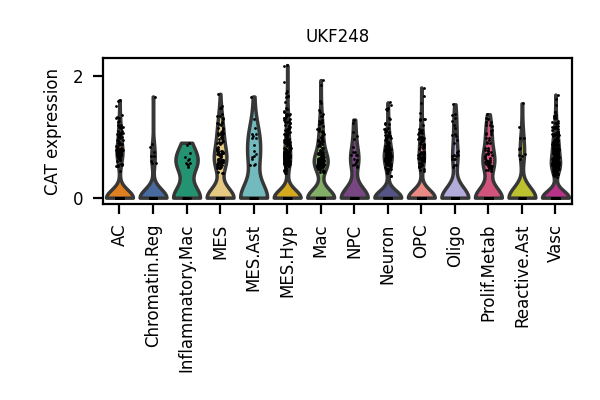 UKF248
CAT expression
2
0
AC
Chromatin.Reg
Inflammatory.Mac
MES
MES.Ast
MES.Hyp
Mac
NPC
Neuron
OPC
Oligo
Prolif.Metab
Reactive.Ast
Vasc